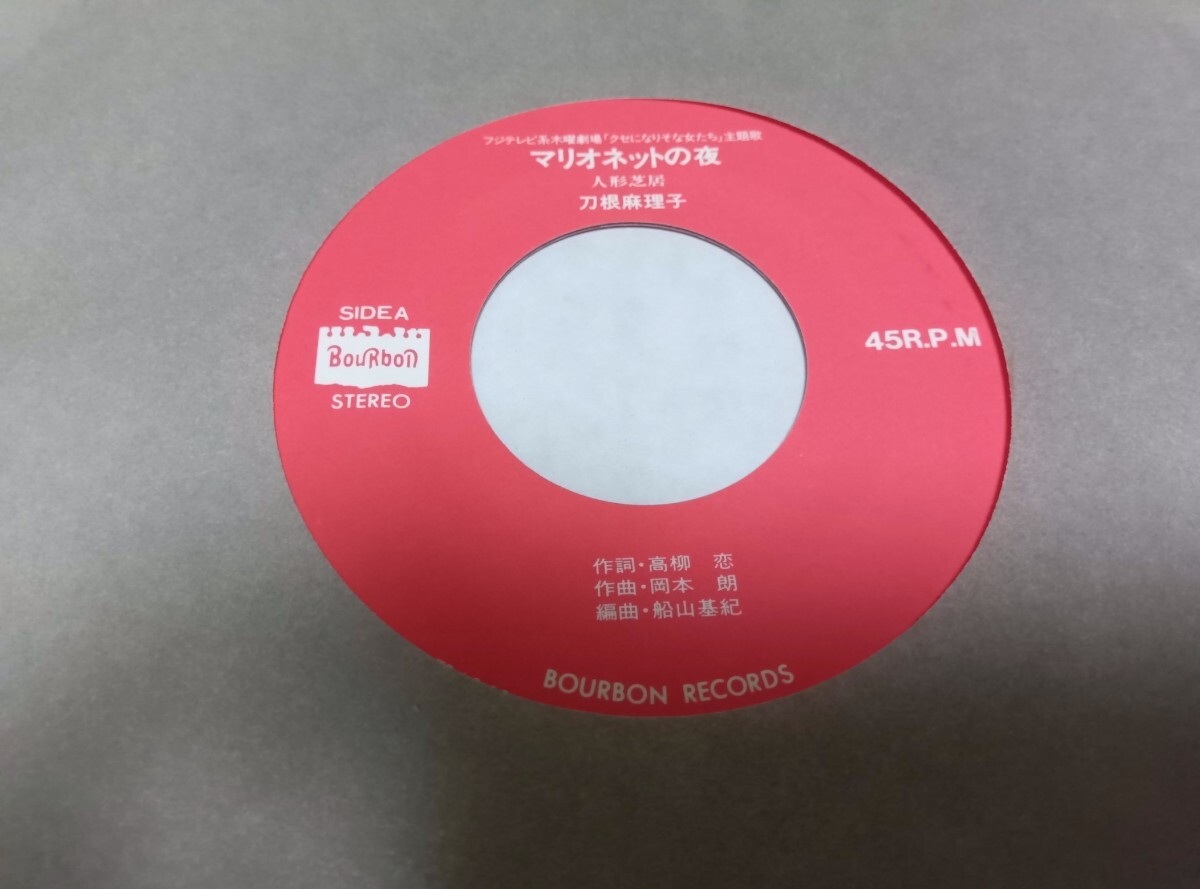 フジテレビ系木曜劇場「クセになりそな女たち」主題歌
マリオネットの夜
人形芝居
刀根麻理子
SIDE A
BouRbon
STEREO
45R.P.M
作詞・高柳 恋
作曲・岡本 朗
編曲・船山基紀
BOURBON RECORDS